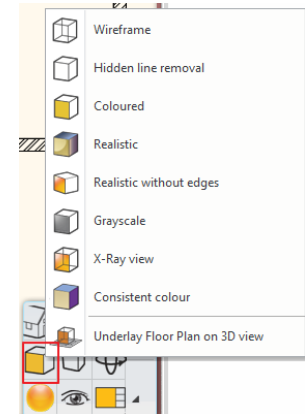 Wireframe
Hidden line removal
Coloured
Realistic
Realistic without edges
Grayscale
X-Ray view
Consistent colour
Underlay Floor Plan on 3D view